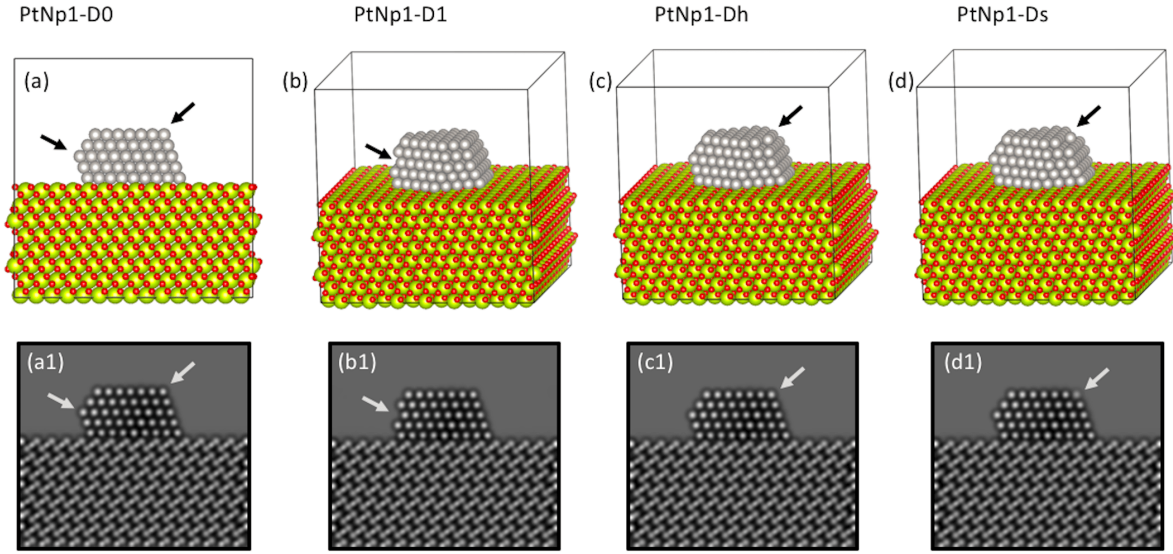 PtNp1-D0 PtNp1-D1 PtNp1-Dh PtNp1-Ds
(a) (b) (c) (d)
(a1) (b1) (c1) (d1)